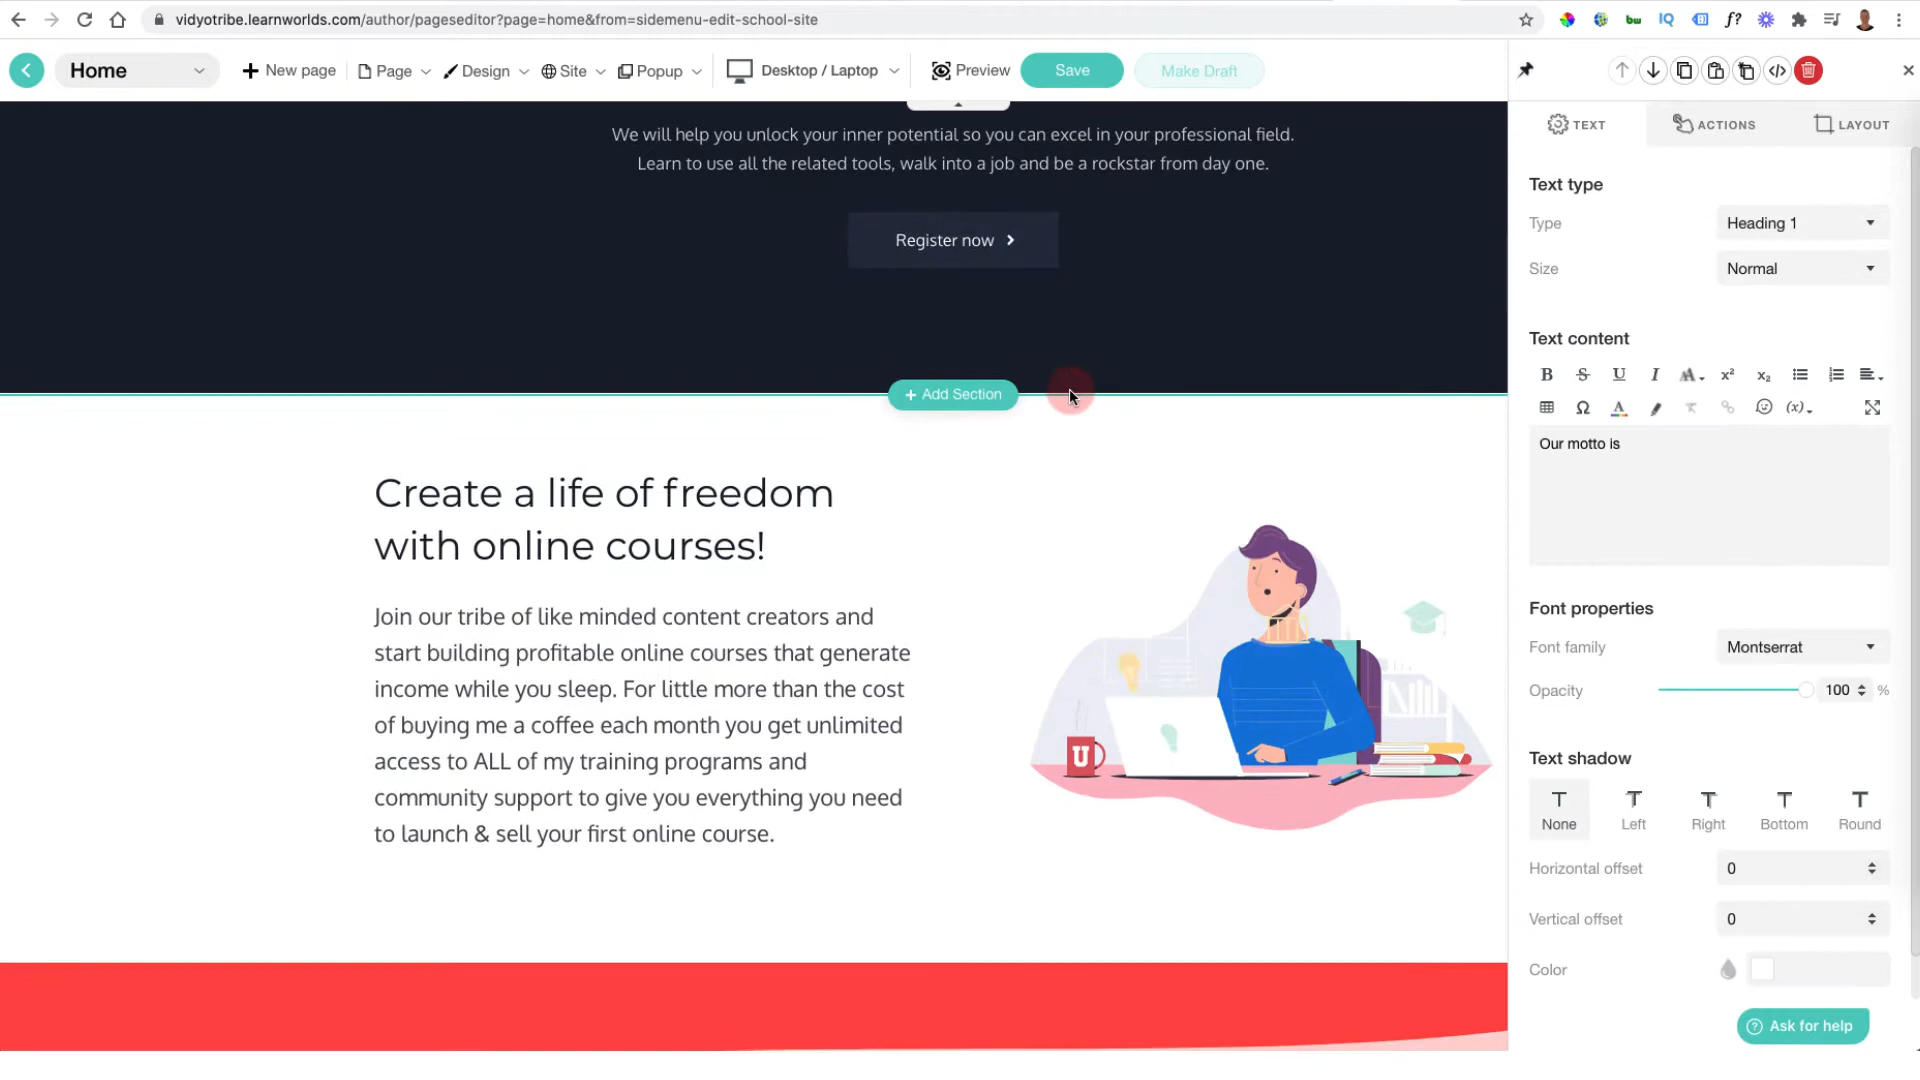 vidyotribe.learnworlds.com/author/pageseditor?page=home&from=sidemenu-edit-school-site
bw IQ f?
Home
New page
Page
Design
Site
Popup
Desktop / Laptop
Preview
Save
Make Draft
We will help you unlock your inner potential so you can excel in your professional field.
Learn to use all the related tools, walk into a job and be a rockstar from day one.
Register now
+ Add Section
Create a life of freedom
with online courses!
Join our tribe of like minded content creators and
start building profitable online courses that generate
income while you sleep. For little more than the cost
of buying me a coffee each month you get unlimited
access to ALL of my training programs and
community support to give you everything you need
to launch & sell your first online course.
U
TEXT
ACTIONS
LAYOUT
Text type
Type
Heading 1
Size
Normal
Text content
B S U I A x² x₂
Ω A (x)
Our motto is
Font properties
Font family
Montserrat
Opacity
100 %
Text shadow
T T T T T
None Left Right Bottom Round
Horizontal offset
0
Vertical offset
0
Color
? Ask for help